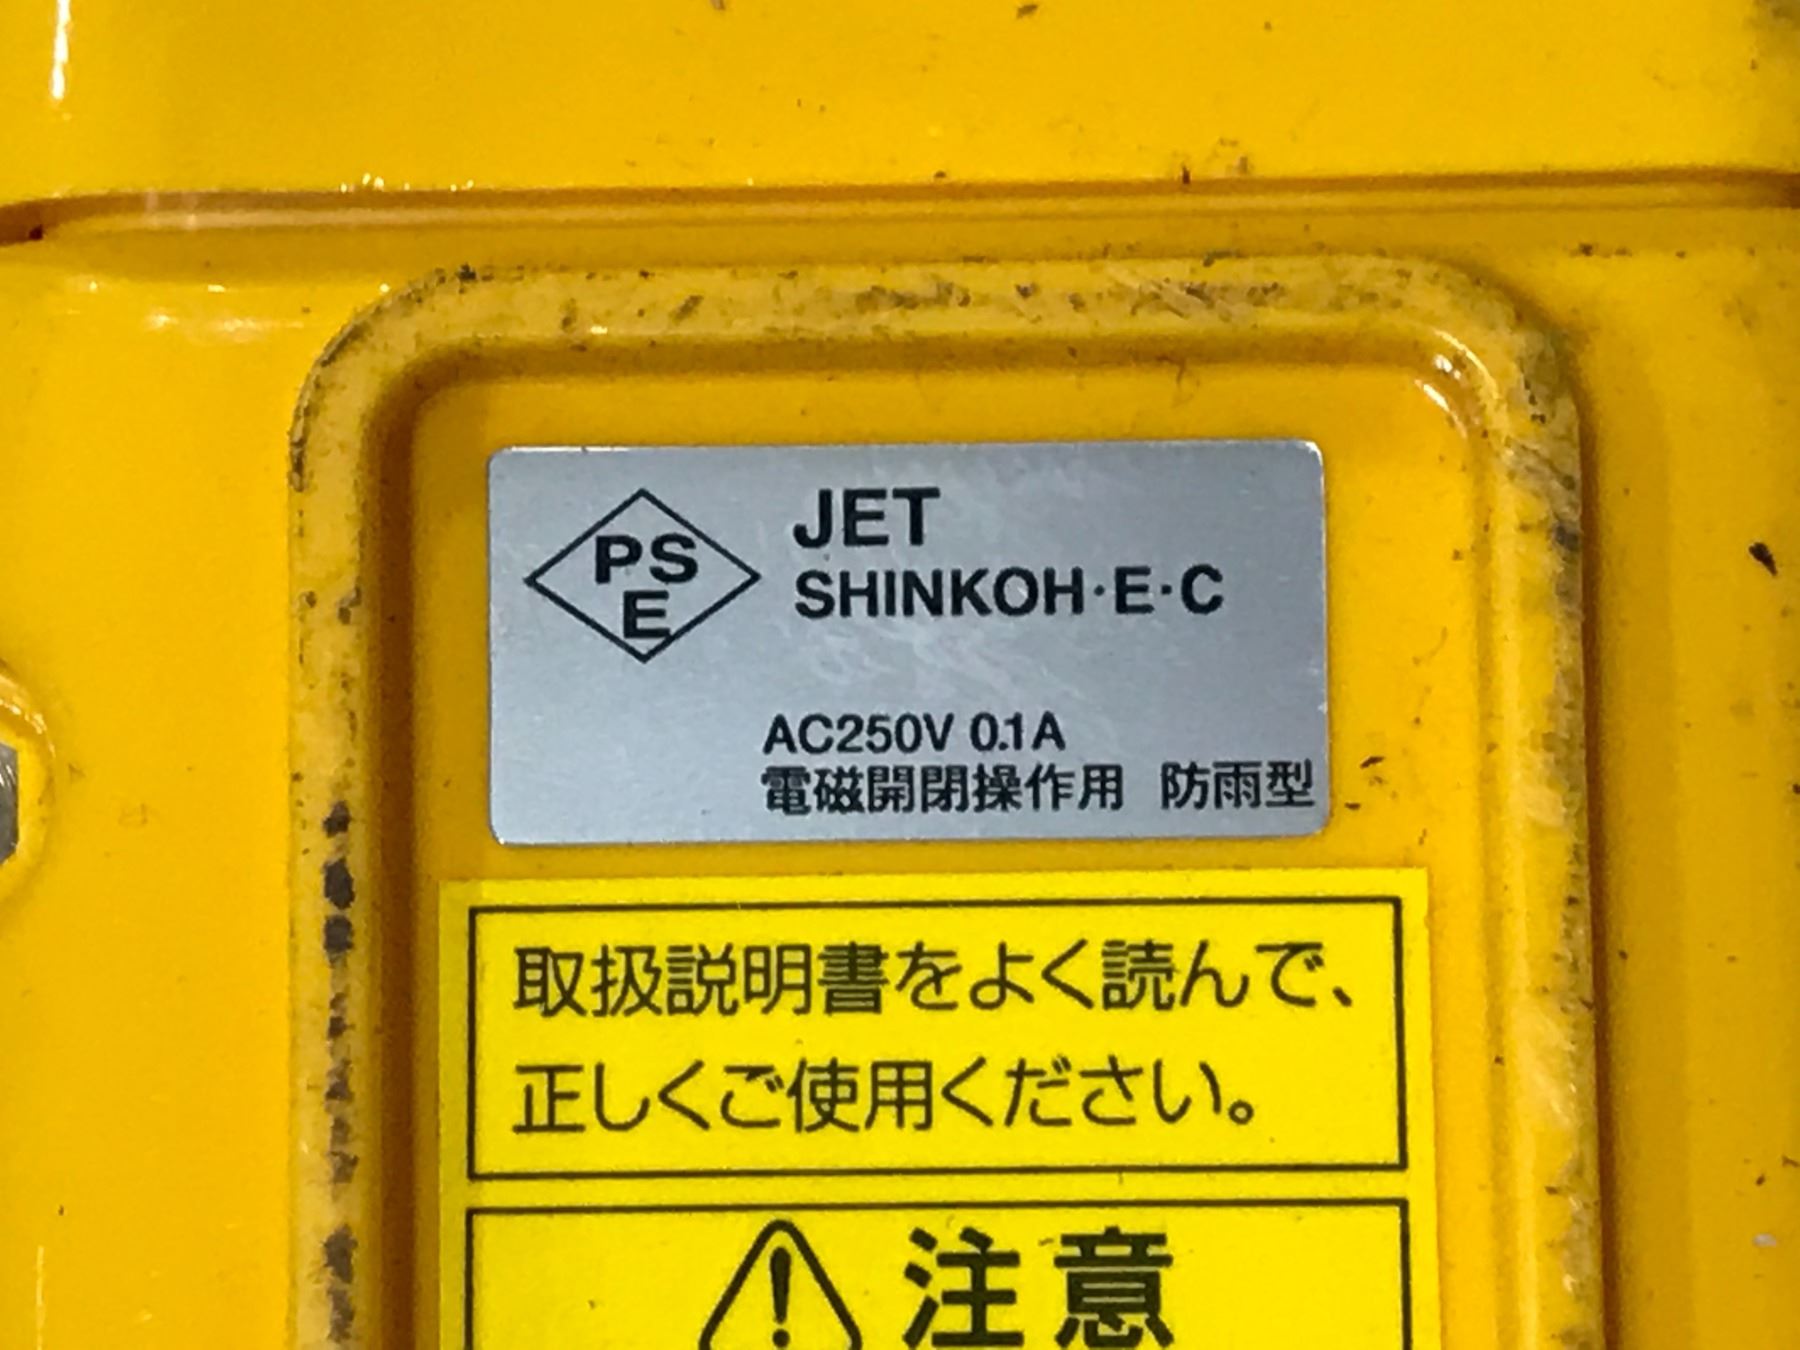 PS
E
JET
SHINKOH·E·C
AC250V 0.1A
電磁開閉操作用 防雨型
取扱説明書をよく読んで、
正しくご使用ください。
注意